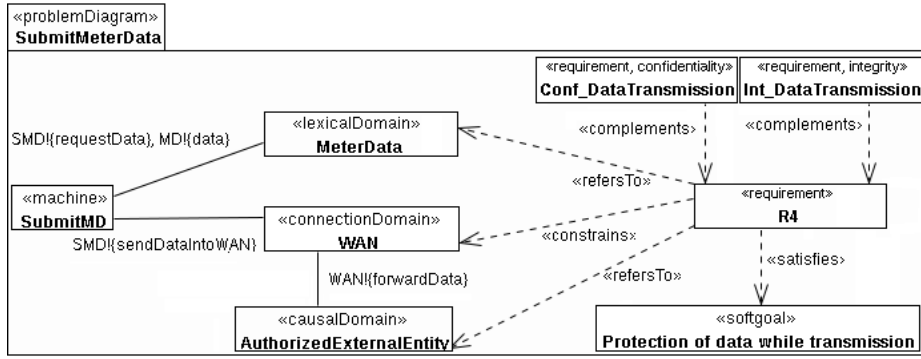 «problemDiagram»
SubmitMeterData
«requirement, confidentiality»
Conf_DataTransmission
«requirement, integrity»
Int_DataTransmission
«complements»
«complements»
SMD!{requestData}, MD!{data}
«lexicalDomain»
MeterData
«refersTo»
«machine»
SubmitMD
«requirement»
R4
«connectionDomain»
WAN
«constrains»
SMD!{sendDataIntoWAN}
WAN!{forwardData}
«refersTo»
«satisfies»
«causalDomain»
AuthorizedExternalEntity
«softgoal»
Protection of data while transmission